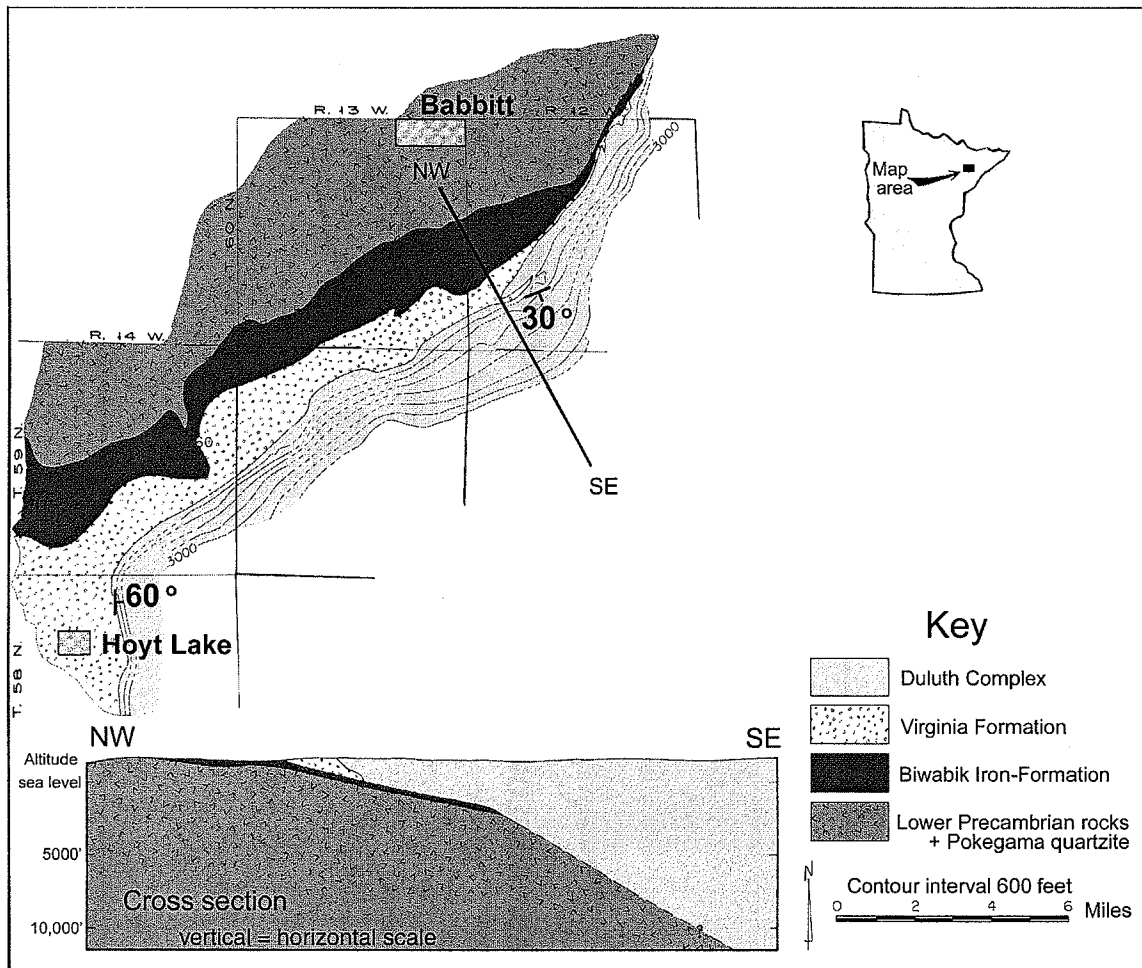 Babbitt
R. 13 W.
R. 12 W.
3000
NW
T. 60 N.
Map
area
30°
R. 14 W.
60.
T. 59 N.
SE
3000
60°
Hoyt Lake
T. 58 N.
Key
Duluth Complex
Virginia Formation
Biwabik Iron-Formation
Lower Precambrian rocks
+ Pokegama quartzite
N
Contour interval 600 feet
0 2 4 6 Miles
NW
SE
Altitude
sea level
5000'
10,000'
Cross section
vertical = horizontal scale